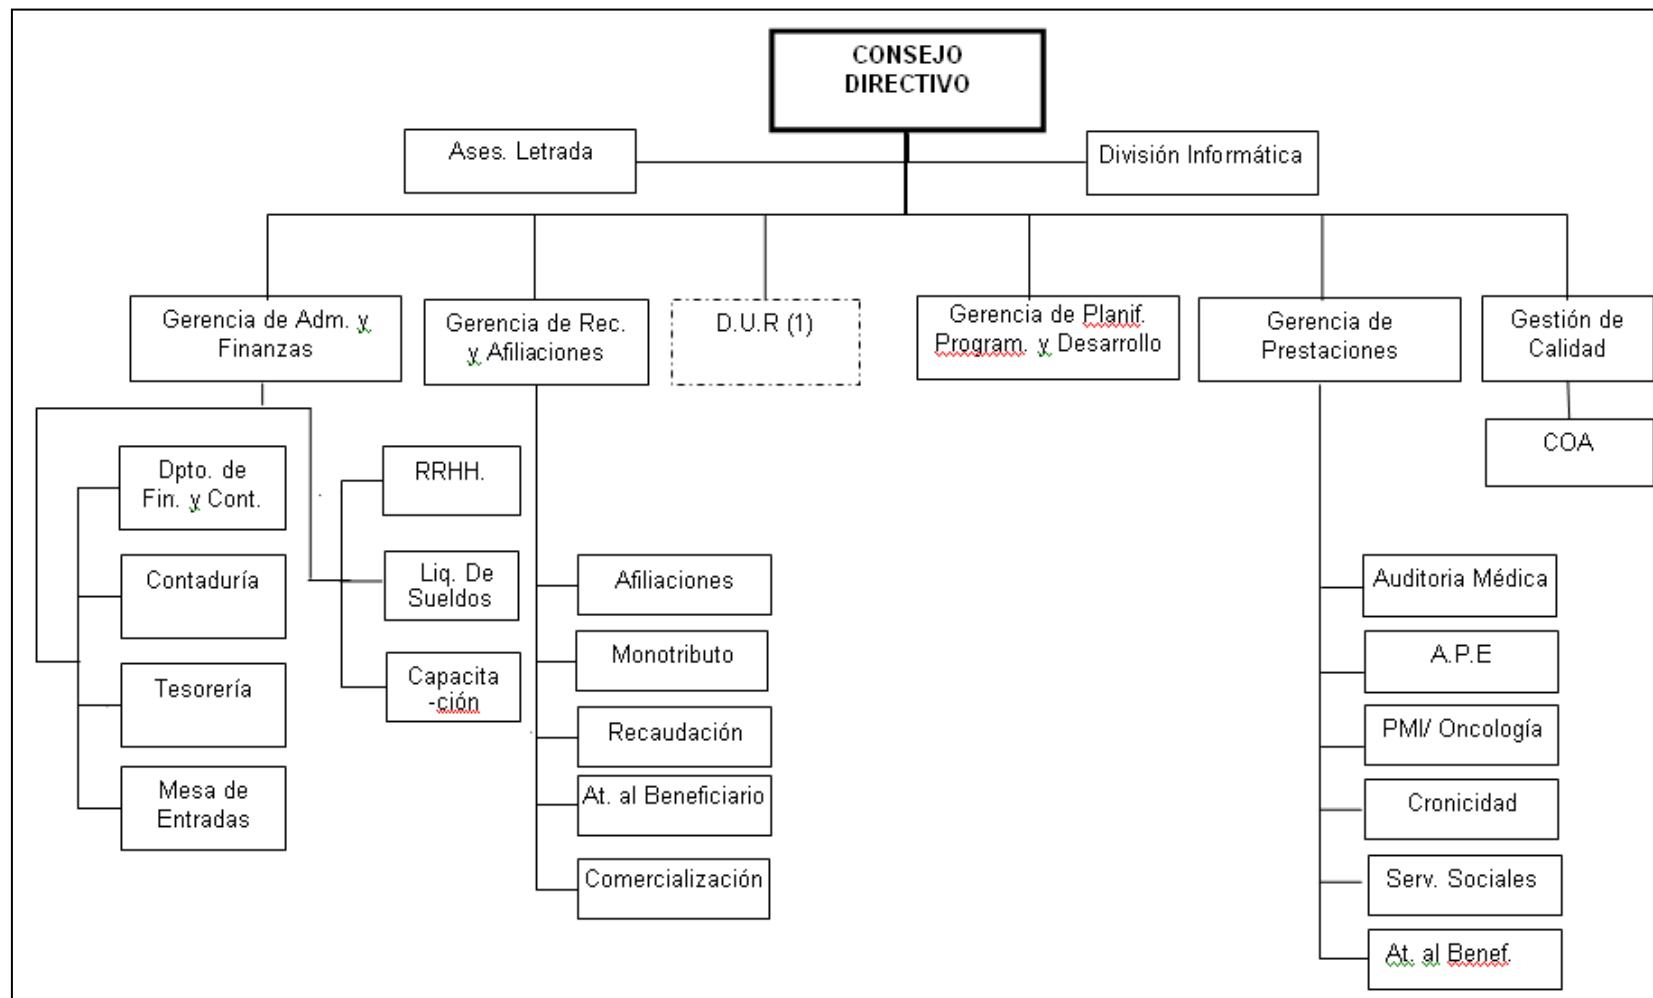 CONSEJO
DIRECTIVO
Ases. Letrada
División Informática
Gerencia de Adm. y
Finanzas
Gerencia de Rec.
y Afiliaciones
D.U.R (1)
Gerencia de Planif.
Program. y Desarrollo
Gerencia de
Prestaciones
Gestión de
Calidad
COA
Dpto. de
Fin. y Cont.
Contaduría
Tesorería
Mesa de
Entradas
RRHH.
Liq. De
Sueldos
Capacita
-ción
Afiliaciones
Monotributo
Recaudación
At. al Beneficiario
Comercialización
Auditoria Médica
A.P.E
PMI/ Oncología
Cronicidad
Serv. Sociales
At. al Benef.